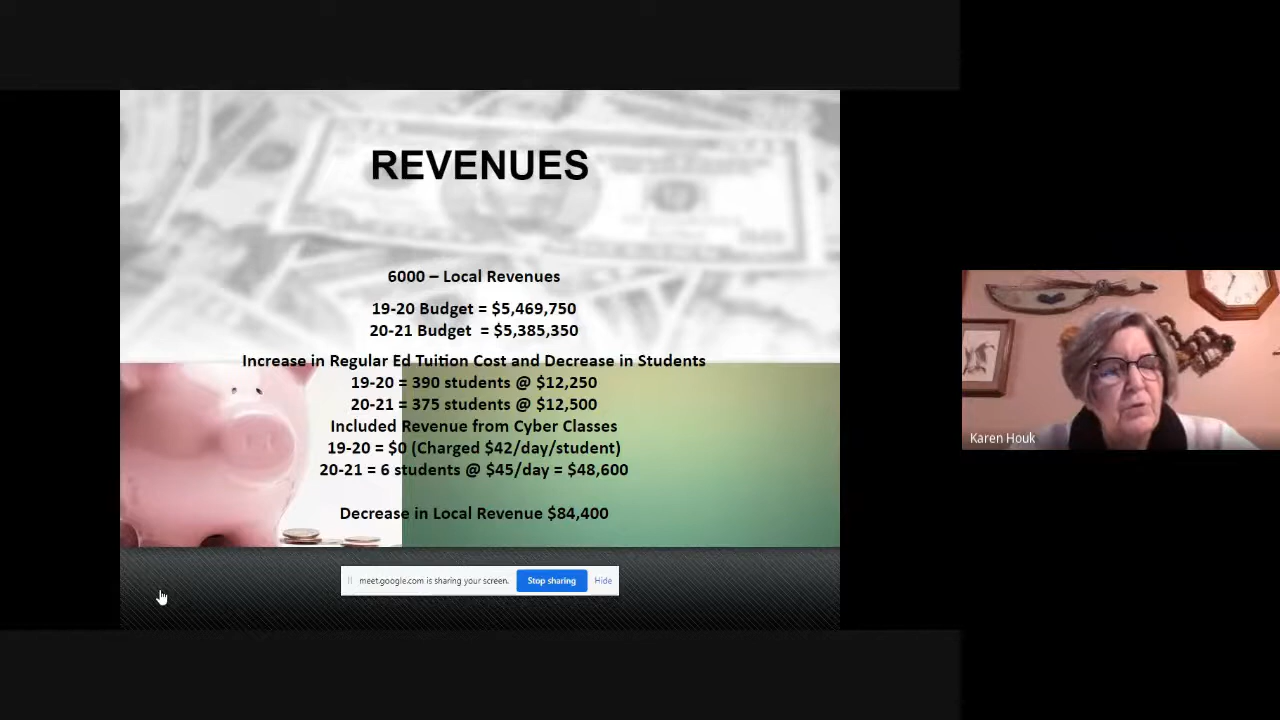 REVENUES
6000 – Local Revenues
19-20 Budget = $5,469,750
20-21 Budget = $5,385,350
Increase in Regular Ed Tuition Cost and Decrease in Students
19-20 = 390 students @ $12,250
20-21 = 375 students @ $12,500
Included Revenue from Cyber Classes
19-20 = $0 (Charged $42/day/student)
20-21 = 6 students @ $45/day = $48,600
Decrease in Local Revenue $84,400
meet.google.com is sharing your screen.
Stop sharing
Hide
Karen Houk